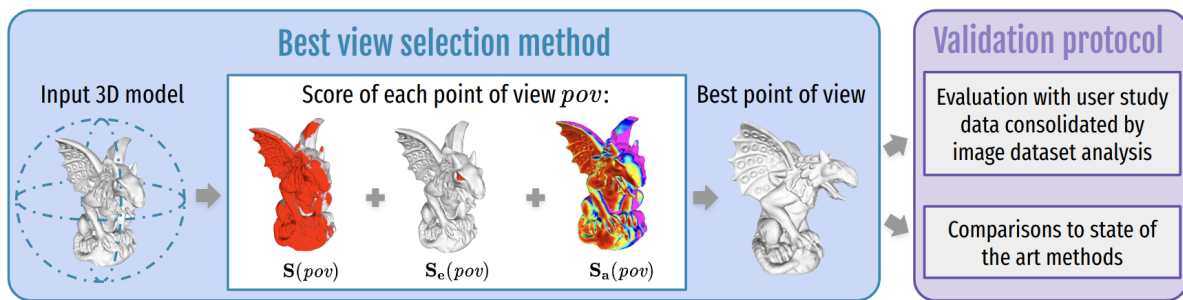 Best view selection method
Input 3D model
Score of each point of view pov:
S(pov)
+
Sₑ(pov)
+
Sₐ(pov)
Best point of view
Validation protocol
Evaluation with user study
data consolidated by
image dataset analysis
Comparisons to state of
the art methods